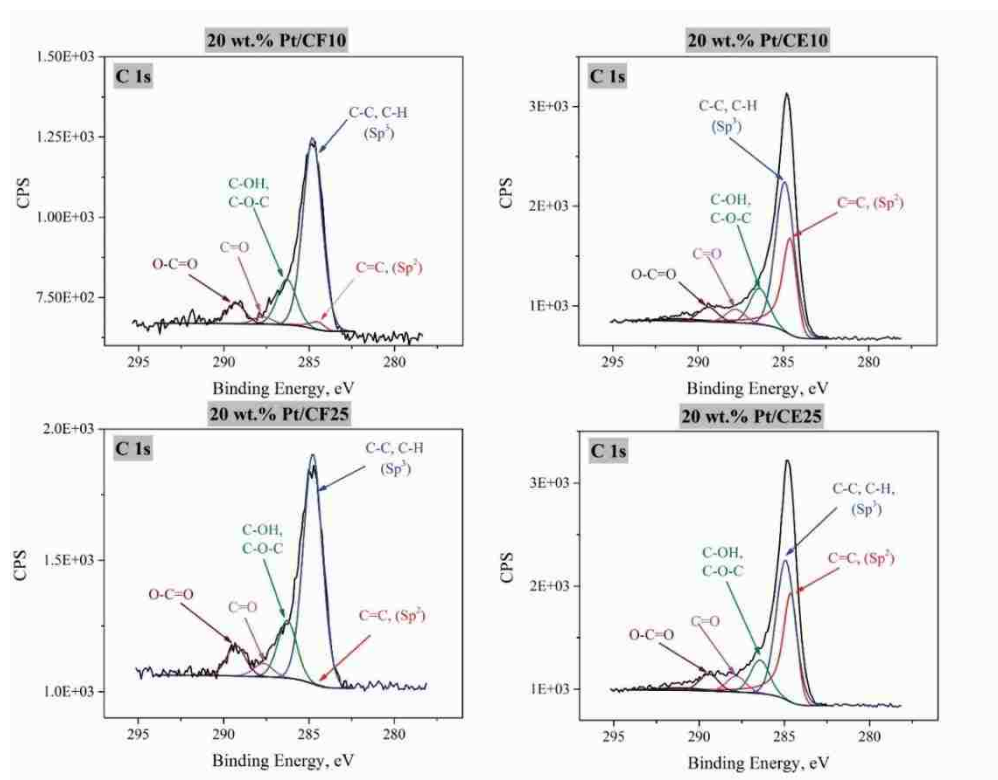 20 wt.% Pt/CF10
C 1s
C-C, C-H
(Sp³)
C-OH,
C-O-C
C=O
O-C=O
C=C, (Sp²)
1.50E+03
1.25E+03
1.00E+03
7.50E+02
CPS
295
290
285
280
Binding Energy, eV
20 wt.% Pt/CE10
C 1s
C-C, C-H
(Sp³)
C-OH,
C-O-C
C=C, (Sp²)
C=O
O-C=O
3E+03
2E+03
1E+03
CPS
295
290
285
280
Binding Energy, eV
20 wt.% Pt/CF25
C 1s
C-C, C-H
(Sp³)
C-OH,
C-O-C
O-C=O
C=O
C=C, (Sp²)
2.0E+03
1.5E+03
1.0E+03
CPS
295
290
285
280
Binding Energy, eV
20 wt.% Pt/CE25
C 1s
C-C, C-H,
(Sp³)
C-OH,
C-O-C
C=C, (Sp²)
C=O
O-C=O
3E+03
2E+03
1E+03
CPS
295
290
285
280
Binding Energy, eV